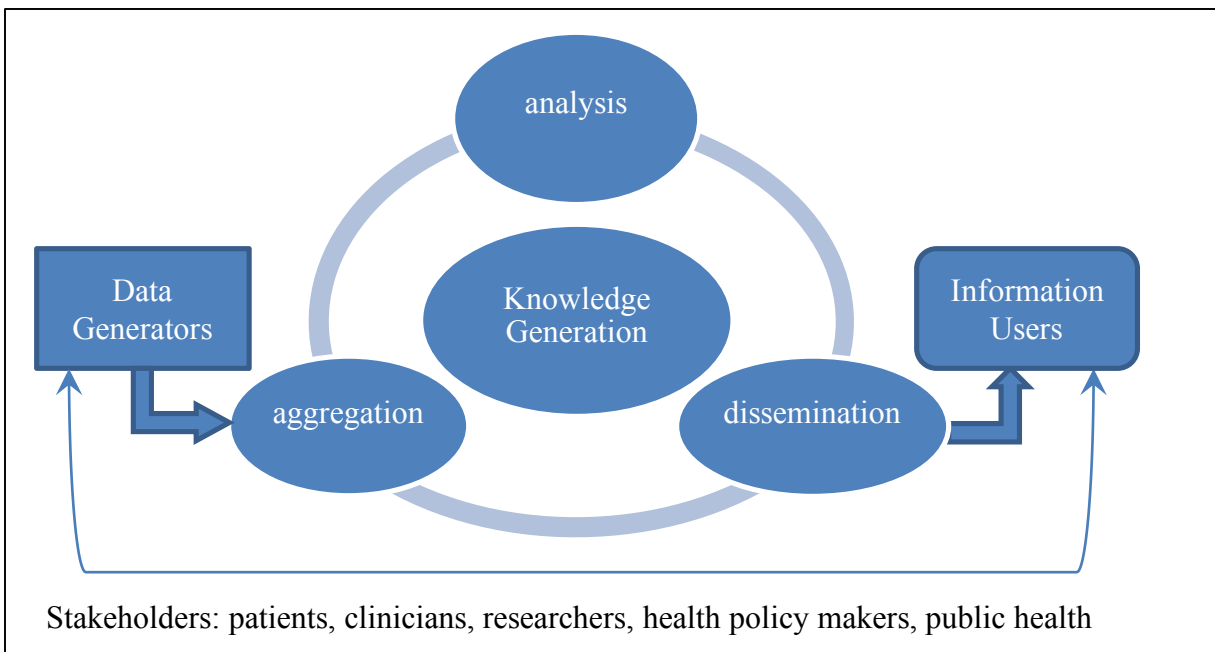 analysis
Data
Generators
Knowledge
Generation
Information
Users
aggregation
dissemination
Stakeholders: patients, clinicians, researchers, health policy makers, public health